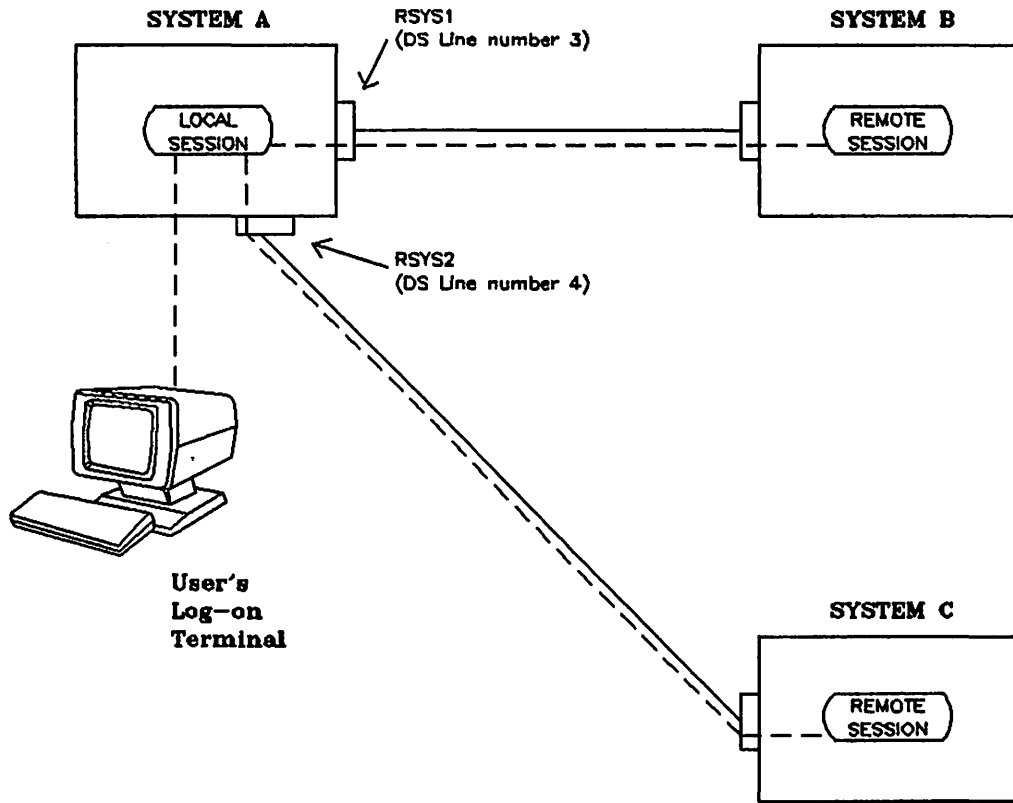 SYSTEM A
RSYS1
(DS Line number 3)
SYSTEM B
LOCAL
SESSION
REMOTE
SESSION
RSYS2
(DS Line number 4)
User's
Log-on
Terminal
SYSTEM C
REMOTE
SESSION